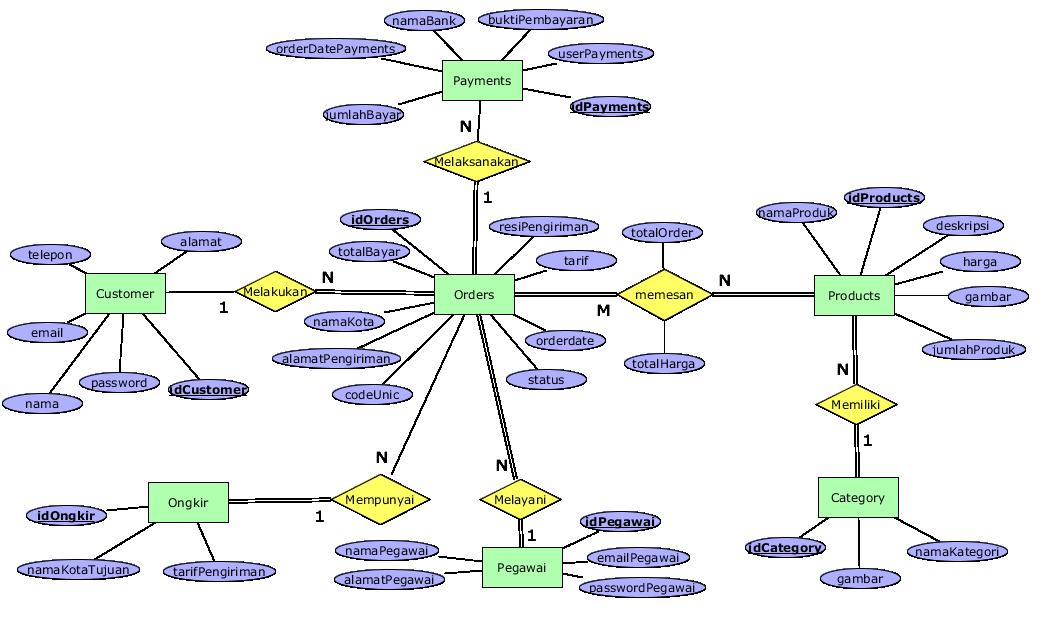 namaBank
buktiPembayaran
orderDatePayments
userPayments
Payments
idPayments
jumlahBayar
N
Melaksanakan
1
idOrders
resiPengiriman
totalOrder
namaProduk
idProducts
deskripsi
telepon
alamat
totalBayar
tarif
harga
Customer
Melakukan
N
1
Orders
M
memesan
N
Products
gambar
email
namaKota
orderdate
jumlahProduk
nama
password
idCustomer
alamatPengiriman
codeUnic
status
totalHarga
N
Memiliki
1
N
N
idOngkir
Ongkir
1
Mempunyai
Melayani
1
Category
namaKotaTujuan
tarifPengiriman
idPegawai
namaPegawai
emailPegawai
alamatPegawai
Pegawai
passwordPegawai
idCategory
namaKategori
gambar